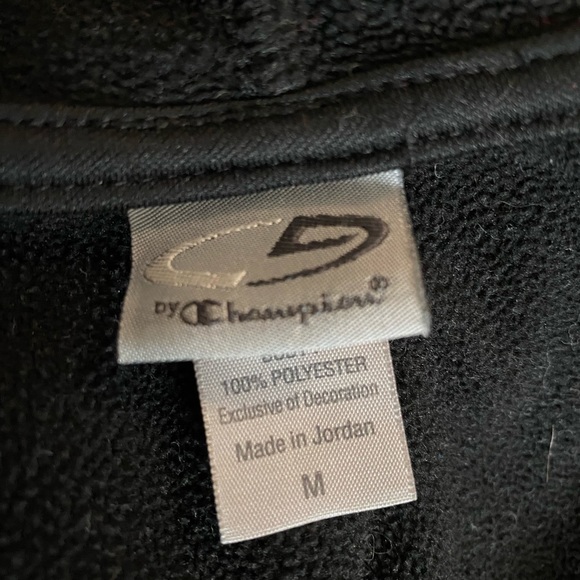 BY Champion®
100% POLYESTER
Exclusive of Decoration
Made in Jordan
M